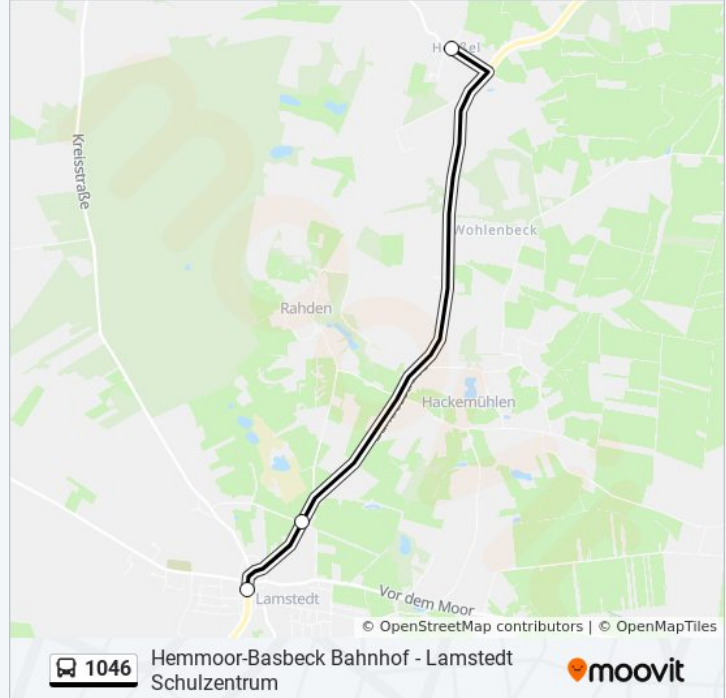 Kreisstraße
Wohlenbeck
Rahden
Hackemühlen
Lamstedt
Vor dem Moor
© OpenStreetMap contributors | © OpenMapTiles
1046
Hemmoor-Basbeck Bahnhof - Lamstedt
Schulzentrum
moovit